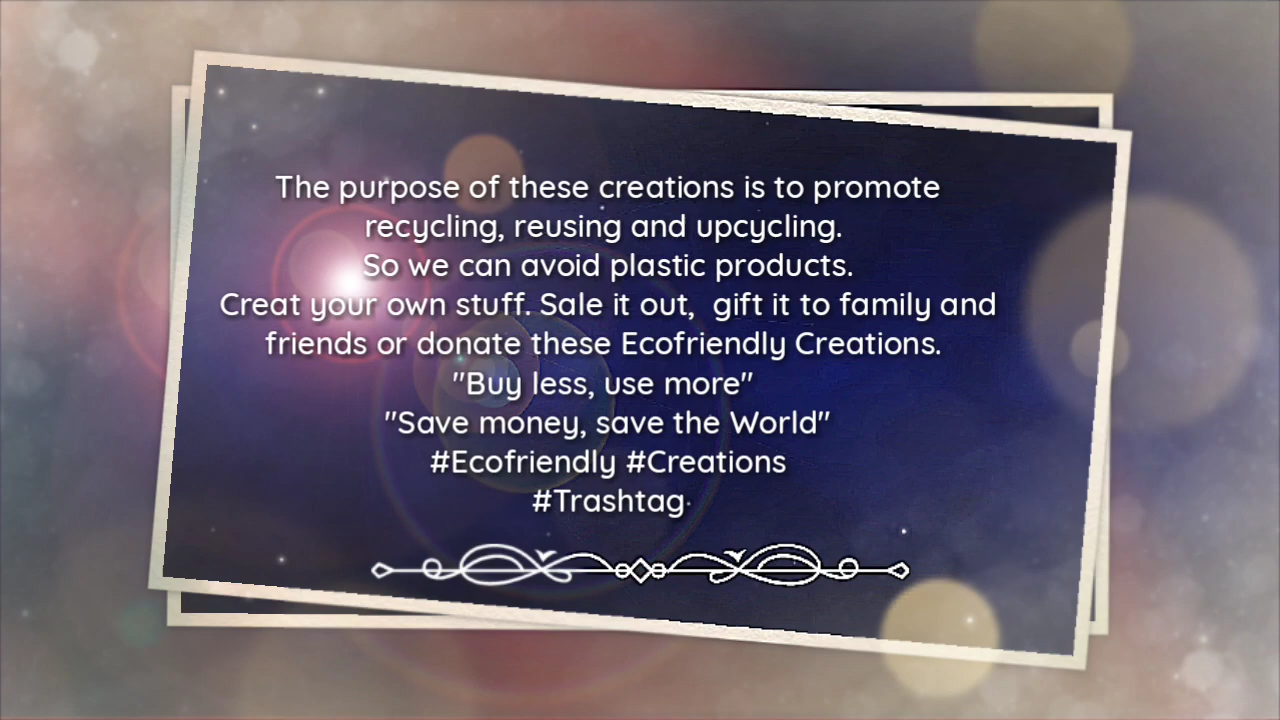 The purpose of these creations is to promote
recycling, reusing and upcycling.
So we can avoid plastic products.
Creat your own stuff. Sale it out,  gift it to family and
friends or donate these Ecofriendly Creations.
"Buy less, use more"
"Save money, save the World"
#Ecofriendly #Creations
#Trashtag